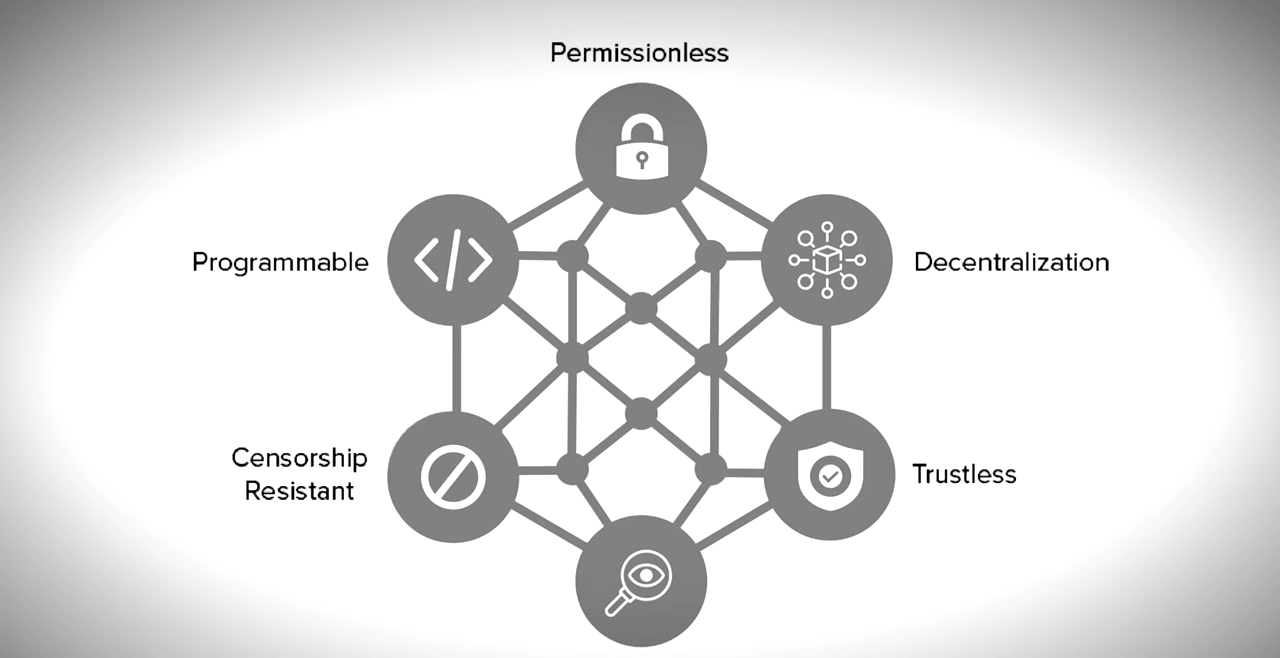 Permissionless
Programmable
Decentralization
Censorship
Resistant
Trustless